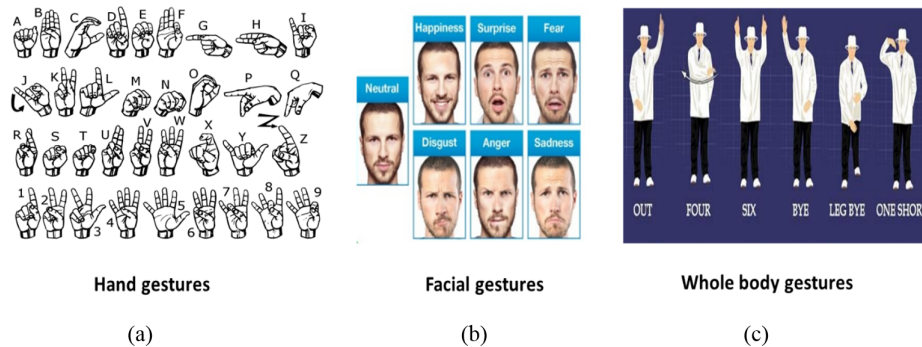 A B C D E F G H I
J K L M N O P Q
R S T U V W X Y Z
1 2 3 4 5 6 7 8 9
Happiness Surprise Fear
Neutral
Disgust Anger Sadness
OUT FOUR SIX BYE LEG BYE ONE SHOR
Hand gestures Facial gestures Whole body gestures
(a) (b) (c)